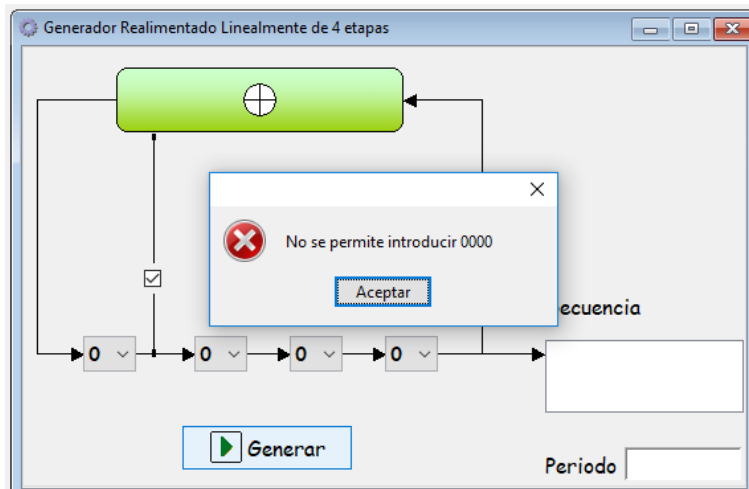 Generador Realimentado Linealmente de 4 etapas
No se permite introducir 0000
Aceptar
ecuencia
0 0 0 0
Generar
Periodo